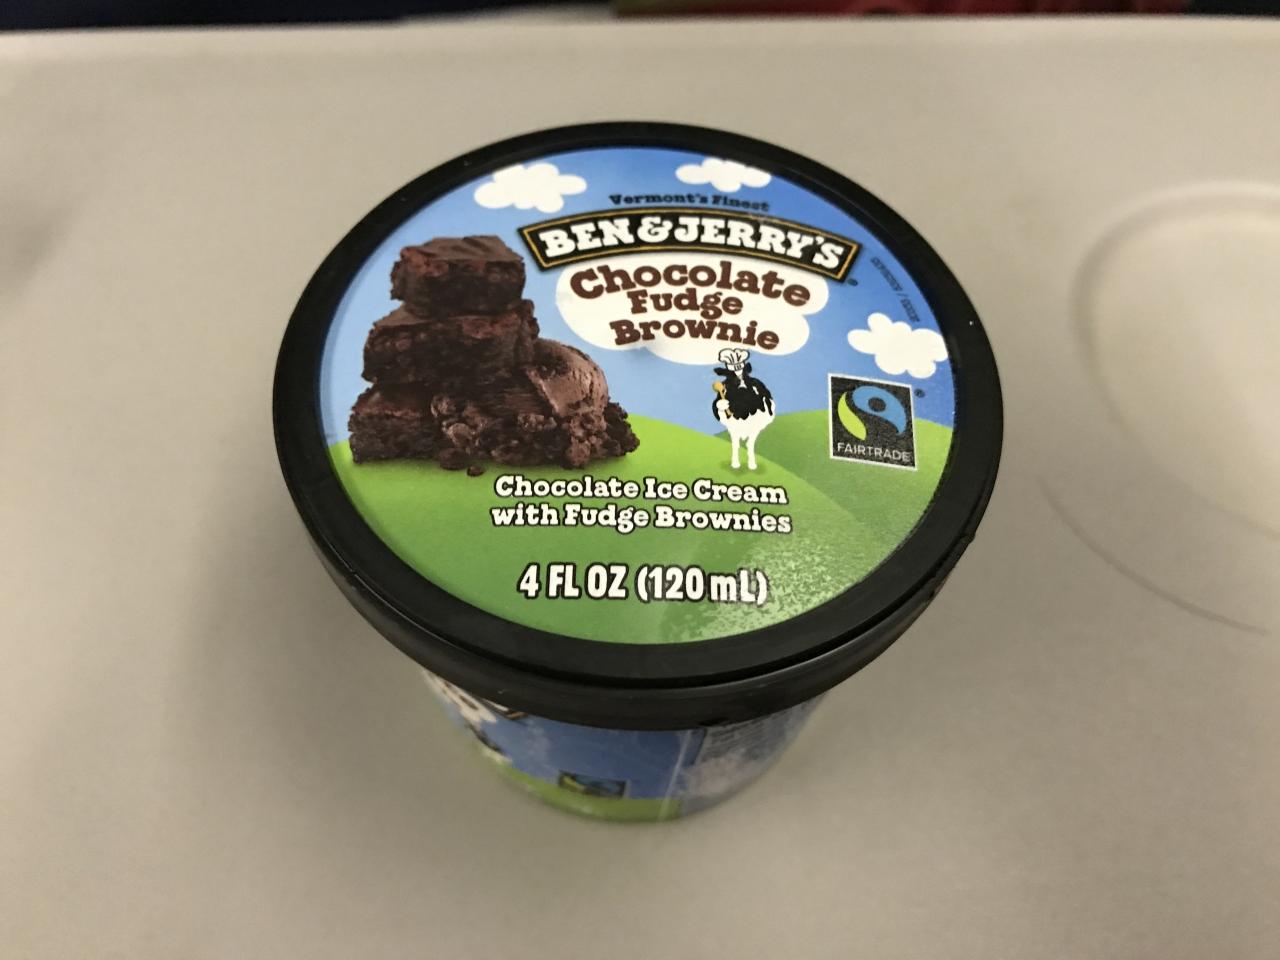 Vermont's Finest
BEN & JERRY'S
Chocolate
Fudge
Brownie
FAIRTRADE
Chocolate Ice Cream
with Fudge Brownies
4 FL OZ (120 mL)